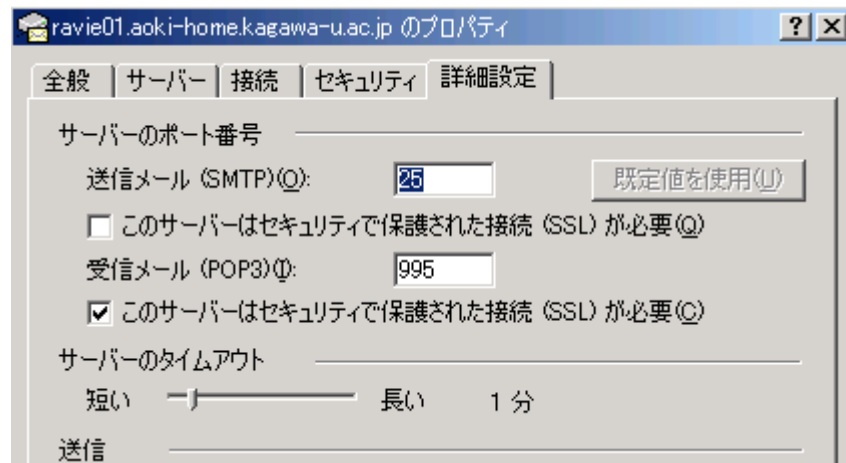 ravie01.aoki-home.kagawa-u.ac.jp のプロパティ
全般 サーバー 接続 セキュリティ 詳細設定
サーバーのポート番号
送信メール (SMTP)(O): 25 既定値を使用(U)
このサーバーはセキュリティで保護された接続 (SSL) が必要(Q)
受信メール (POP3)(I): 995
このサーバーはセキュリティで保護された接続 (SSL) が必要(C)
サーバーのタイムアウト
短い 長い 1 分
送信